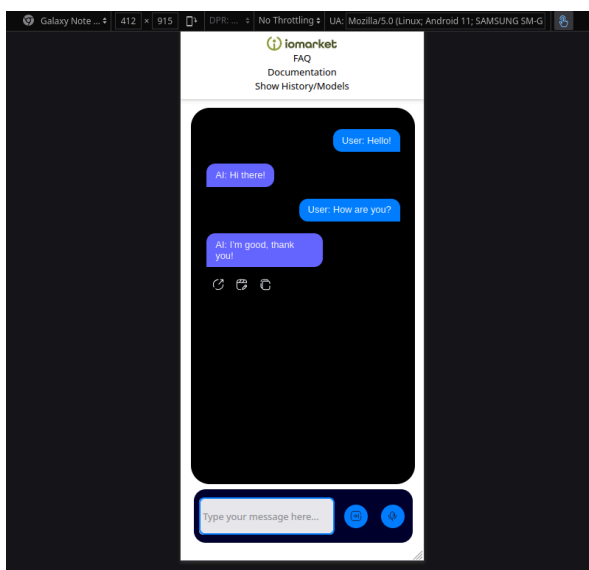 Galaxy Note ... 412 × 915 DPR: ... No Throttling UA: Mozilla/5.0 (Linux; Android 11; SAMSUNG SM-G
iomarket
FAQ
Documentation
Show History/Models
User: Hello!
AI: Hi there!
User: How are you?
AI: I'm good, thank
you!
Type your message here...